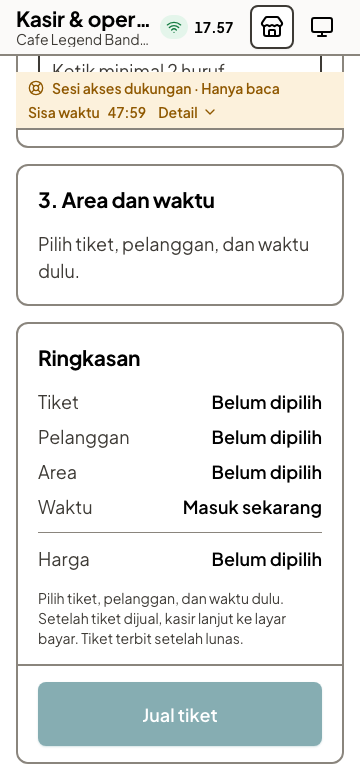 Kasir & oper...
Cafe Legend Band...
17.57
Ketik minimal 2 huruf
Sesi akses dukungan · Hanya baca
Sisa waktu 47:59 Detail
3. Area dan waktu
Pilih tiket, pelanggan, dan waktu
dulu.
Ringkasan
Tiket Belum dipilih
Pelanggan Belum dipilih
Area Belum dipilih
Waktu Masuk sekarang
Harga Belum dipilih
Pilih tiket, pelanggan, dan waktu dulu.
Setelah tiket dijual, kasir lanjut ke layar
bayar. Tiket terbit setelah lunas.
Jual tiket